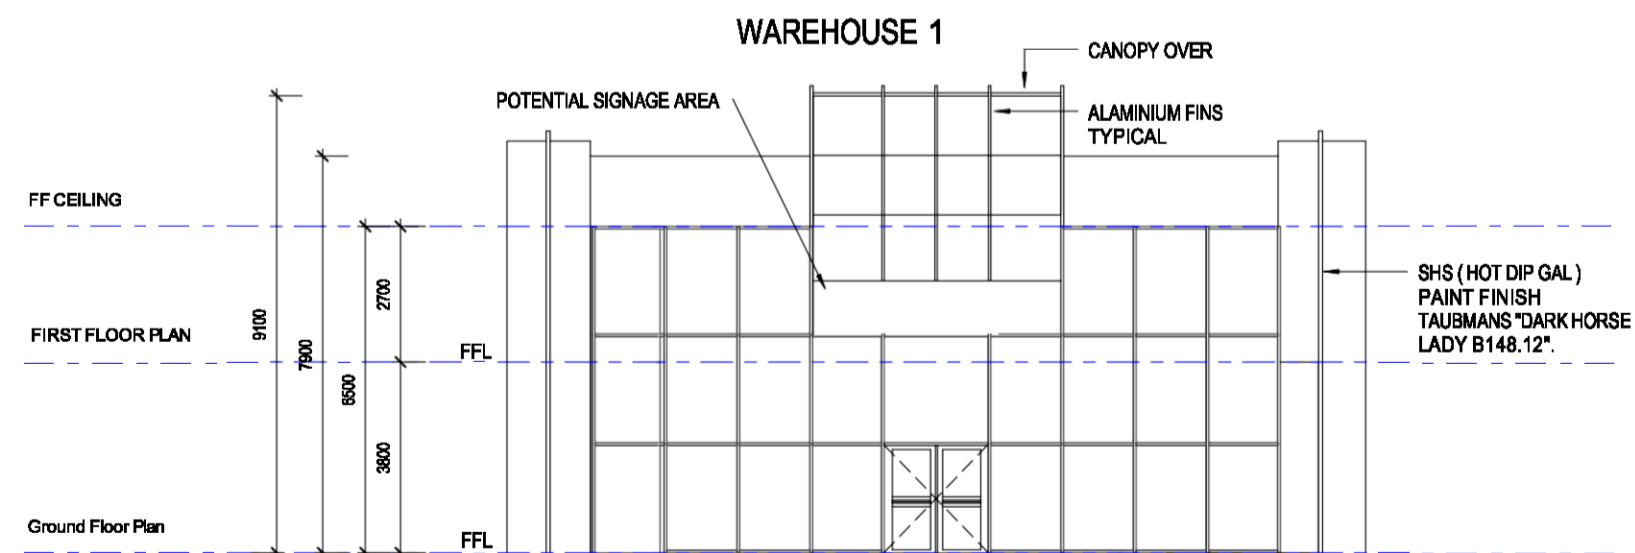 WAREHOUSE 1
CANOPY OVER
POTENTIAL SIGNAGE AREA
ALAMINIUM FINS
TYPICAL
FF CEILING
2700
SHS ( HOT DIP GAL )
PAINT FINISH
TAUBMANS "DARK HORSE
LADY B148.12".
9100
FIRST FLOOR PLAN
7900
FFL
6500
3800
Ground Floor Plan
FFL